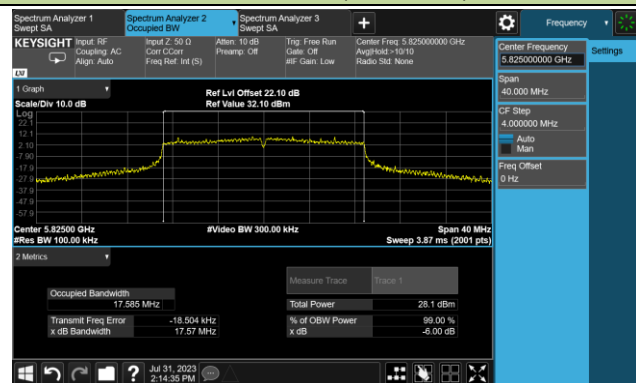 Spectrum Analyzer 1
Swept SA
Spectrum Analyzer 2
Occupied BW
Spectrum Analyzer 3
Swept SA
+
Frequency
KEYSIGHT
Input: RF
Coupling: AC
Align: Auto
Input Z: 50 Ω
Corr CCorr
Freq Ref: Int (S)
Atten: 10 dB
Preamp: Off
Trig: Free Run
Gate: Off
#IF Gain: Low
Center Freq: 5.825000000 GHz
Avg|Hold:>10/10
Radio Std: None
LXI
Center Frequency
5.825000000 GHz
Settings
Span
40.000 MHz
CF Step
4.000000 MHz
Auto
Man
Freq Offset
0 Hz
1 Graph
Scale/Div 10.0 dB
Ref Lvl Offset 22.10 dB
Ref Value 32.10 dBm
Log
22.1
12.1
2.10
-7.90
-17.9
-27.9
-37.9
-47.9
-57.9
Center 5.82500 GHz
#Res BW 100.00 kHz
#Video BW 300.00 kHz
Span 40 MHz
Sweep 3.87 ms (2001 pts)
2 Metrics
Measure Trace
Trace 1
Occupied Bandwidth
17.585 MHz
Total Power
28.1 dBm
Transmit Freq Error
-18.504 kHz
% of OBW Power
99.00 %
x dB Bandwidth
17.57 MHz
x dB
-6.00 dB
?
Jul 31, 2023
2:14:35 PM